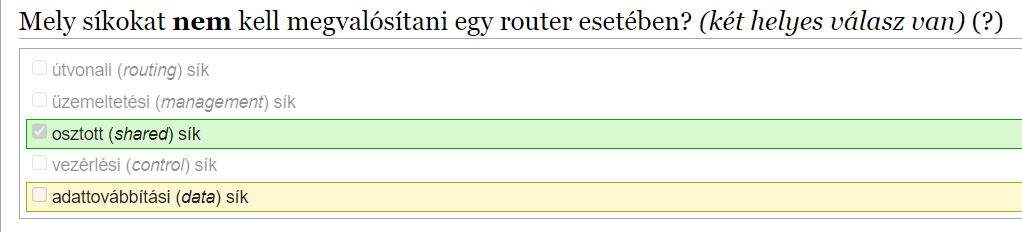 Mely síkokat nem kell megvalósítani egy router esetében? (két helyes válasz van) (?)
útvonali (routing) sík
üzemeltetési (management) sík
osztott (shared) sík
vezérlési (control) sík
adattovábbítási (data) sík